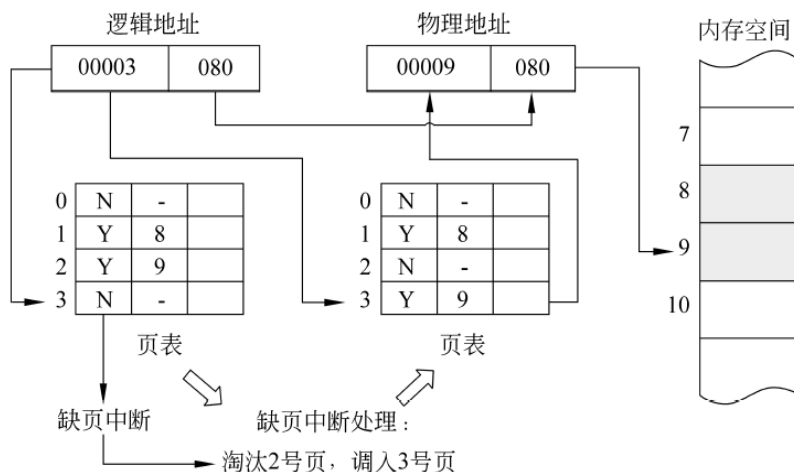 逻辑地址
物理地址
内存空间
00003 080
00009 080
7
8
9
10
0 N -
1 Y 8
2 Y 9
3 N -
页表
0 N -
1 Y 8
2 N -
3 Y 9
页表
缺页中断
缺页中断处理:
淘汰2号页，调入3号页